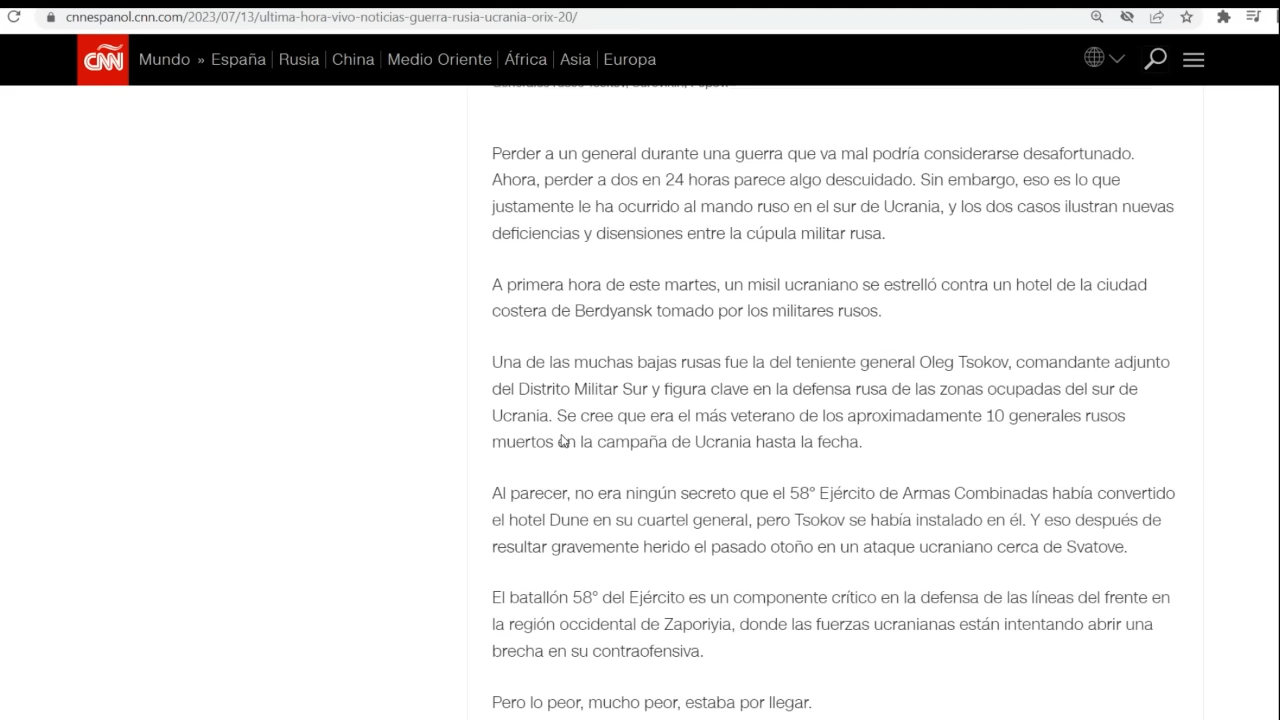 cnnespanol.cnn.com/2023/07/13/ultima-hora-vivo-noticias-guerra-rusia-ucrania-orix-20/
CNN
Mundo » España | Rusia | China | Medio Oriente | África | Asia | Europa
Perder a un general durante una guerra que va mal podría considerarse desafortunado.
Ahora, perder a dos en 24 horas parece algo descuidado. Sin embargo, eso es lo que
justamente le ha ocurrido al mando ruso en el sur de Ucrania, y los dos casos ilustran nuevas
deficiencias y disensiones entre la cúpula militar rusa.
A primera hora de este martes, un misil ucraniano se estrelló contra un hotel de la ciudad
costera de Berdyansk tomado por los militares rusos.
Una de las muchas bajas rusas fue la del teniente general Oleg Tsokov, comandante adjunto
del Distrito Militar Sur y figura clave en la defensa rusa de las zonas ocupadas del sur de
Ucrania. Se cree que era el más veterano de los aproximadamente 10 generales rusos
muertos en la campaña de Ucrania hasta la fecha.
Al parecer, no era ningún secreto que el 58° Ejército de Armas Combinadas había convertido
el hotel Dune en su cuartel general, pero Tsokov se había instalado en él. Y eso después de
resultar gravemente herido el pasado otoño en un ataque ucraniano cerca de Svatove.
El batallón 58° del Ejército es un componente crítico en la defensa de las líneas del frente en
la región occidental de Zaporiyia, donde las fuerzas ucranianas están intentando abrir una
brecha en su contraofensiva.
Pero lo peor, mucho peor, estaba por llegar.